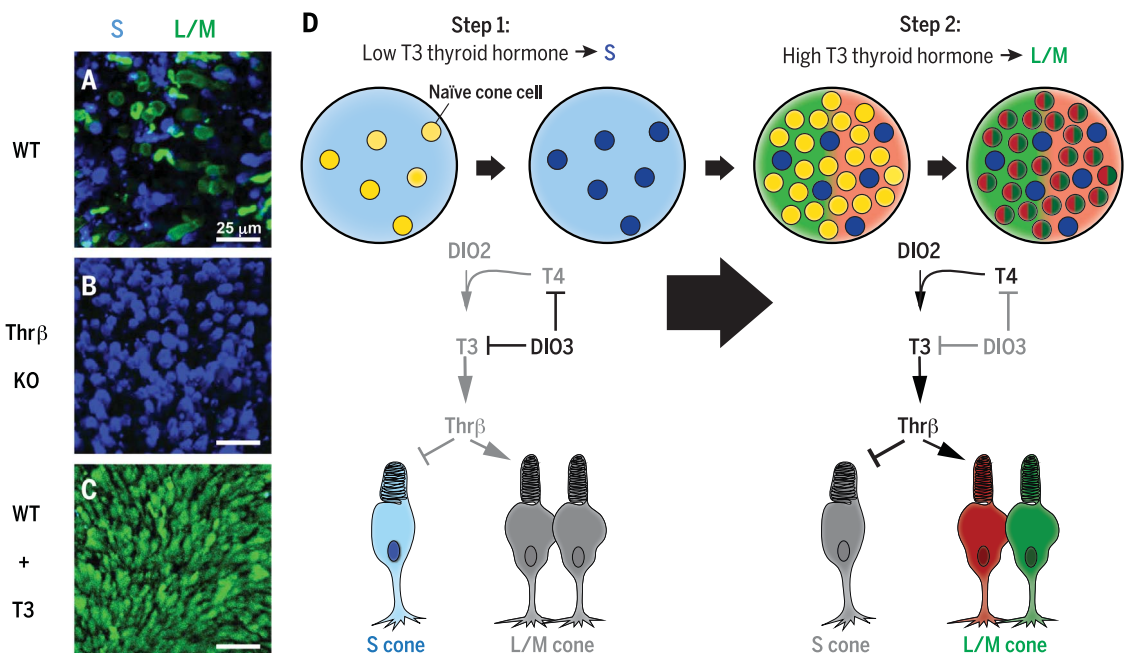 S L/M
A
WT
25 μm
B
Thrβ
KO
C
WT
+
T3
D
Step 1:
Low T3 thyroid hormone → S
Naïve cone cell
Step 2:
High T3 thyroid hormone → L/M
DIO2
T4
T3
DIO3
Thrβ
S cone
L/M cone
DIO2
T4
T3
DIO3
Thrβ
S cone
L/M cone